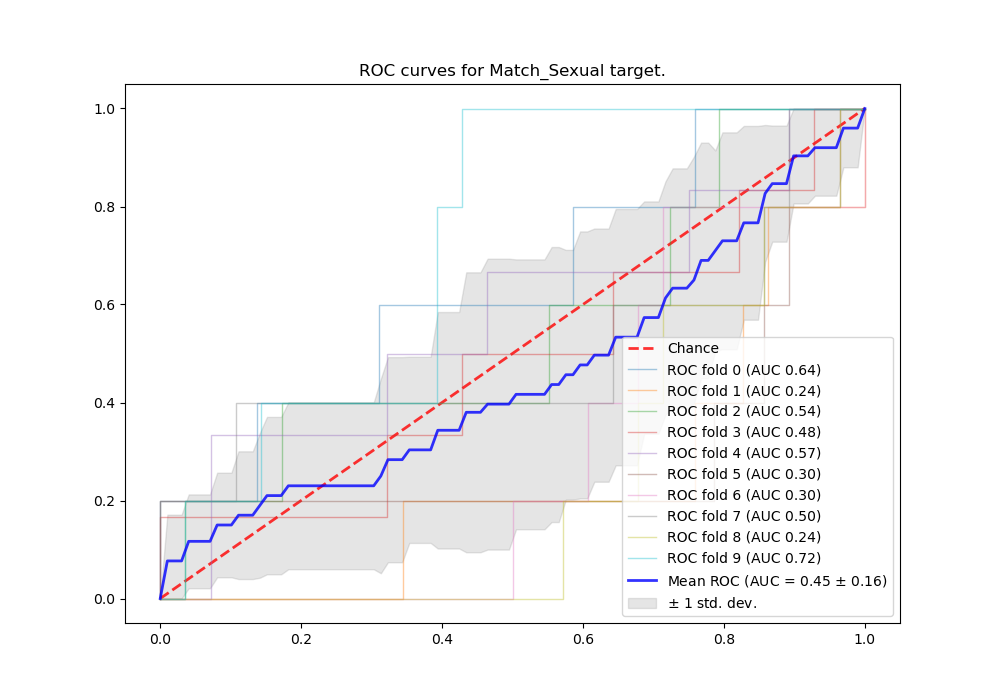 ROC curves for Match_Sexual target.
1.0
0.8
0.6
0.4
0.2
0.0
0.0 0.2 0.4 0.6 0.8 1.0
Chance
ROC fold 0 (AUC 0.64)
ROC fold 1 (AUC 0.24)
ROC fold 2 (AUC 0.54)
ROC fold 3 (AUC 0.48)
ROC fold 4 (AUC 0.57)
ROC fold 5 (AUC 0.30)
ROC fold 6 (AUC 0.30)
ROC fold 7 (AUC 0.50)
ROC fold 8 (AUC 0.24)
ROC fold 9 (AUC 0.72)
Mean ROC (AUC = 0.45 ± 0.16)
± 1 std. dev.